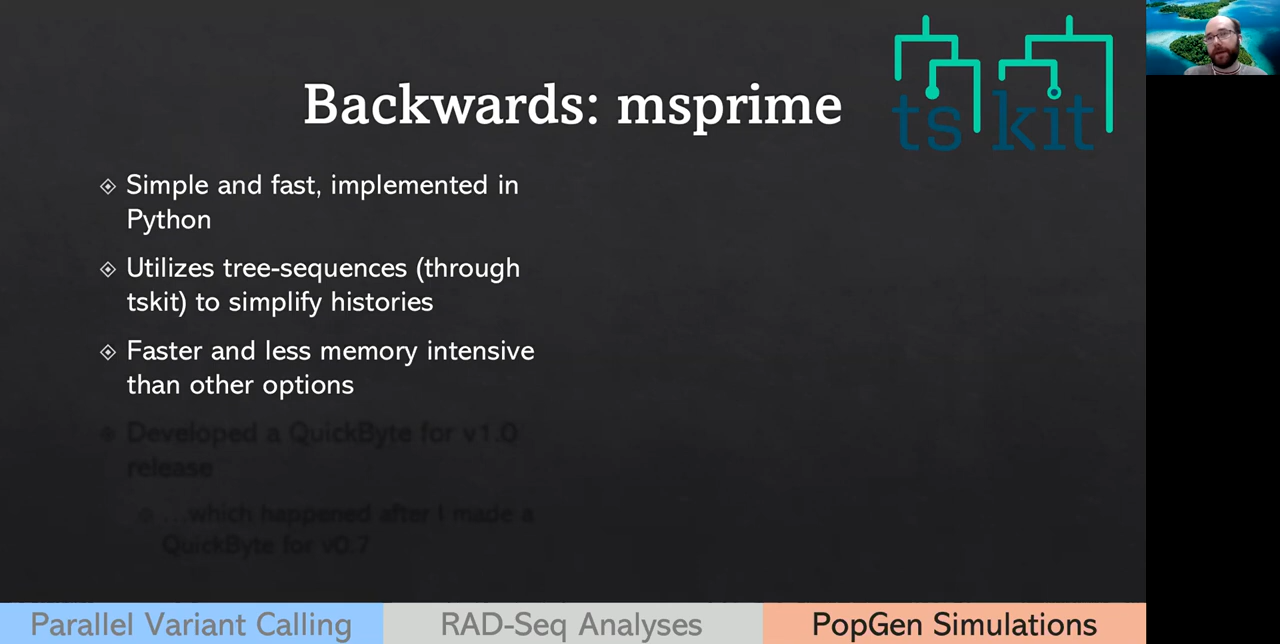 Backwards: msprime
tskit
Simple and fast, implemented in
Python
Utilizes tree-sequences (through
tskit) to simplify histories
Faster and less memory intensive
than other options
Developed a QuickByte for v1.0
release
...which happened after I made a
QuickByte for v0.7
Parallel Variant Calling
RAD-Seq Analyses
PopGen Simulations